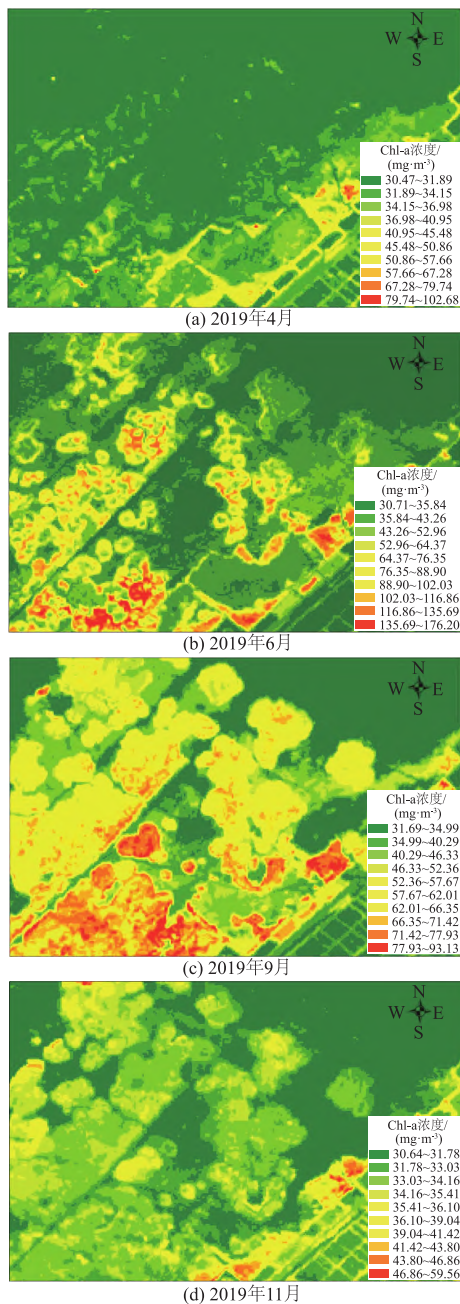 N
W E
S
Chl-a浓度/
(mg·m⁻³)
30.47~31.89
31.89~34.15
34.15~36.98
36.98~40.95
40.95~45.48
45.48~50.86
50.86~57.66
57.66~67.28
67.28~79.74
79.74~102.68
(a) 2019年4月
N
W E
S
Chl-a浓度/
(mg·m⁻³)
30.71~35.84
35.84~43.26
43.26~52.96
52.96~64.37
64.37~76.35
76.35~88.90
88.90~102.03
102.03~116.86
116.86~135.69
135.69~176.20
(b) 2019年6月
N
W E
S
Chl-a浓度/
(mg·m⁻³)
31.69~34.99
34.99~40.29
40.29~46.33
46.33~52.36
52.36~57.67
57.67~62.01
62.01~66.35
66.35~71.42
71.42~77.93
77.93~93.13
(c) 2019年9月
N
W E
S
Chl-a浓度/
(mg·m⁻³)
30.64~31.78
31.78~33.03
33.03~34.16
34.16~35.41
35.41~36.10
36.10~39.04
39.04~41.42
41.42~43.80
43.80~46.86
46.86~59.56
(d) 2019年11月